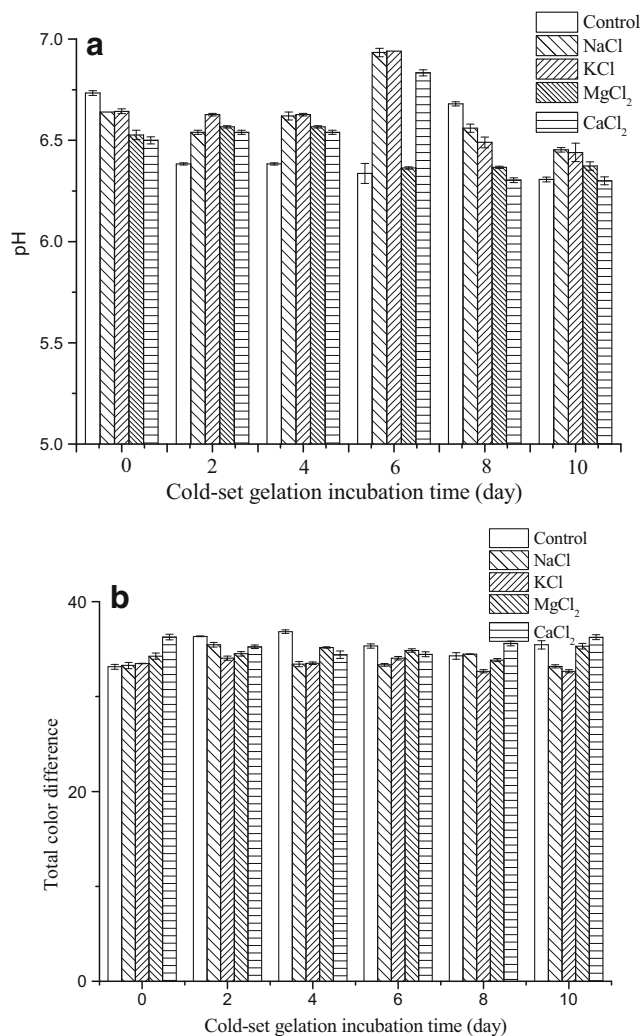 a
Control
NaCl
KCl
MgCl2
CaCl2
7.0
6.5
6.0
5.5
5.0
pH
0 2 4 6 8 10
Cold-set gelation incubation time (day)
b
Control
NaCl
KCl
MgCl2
CaCl2
40
20
0
Total color difference
0 2 4 6 8 10
Cold-set gelation incubation time (day)